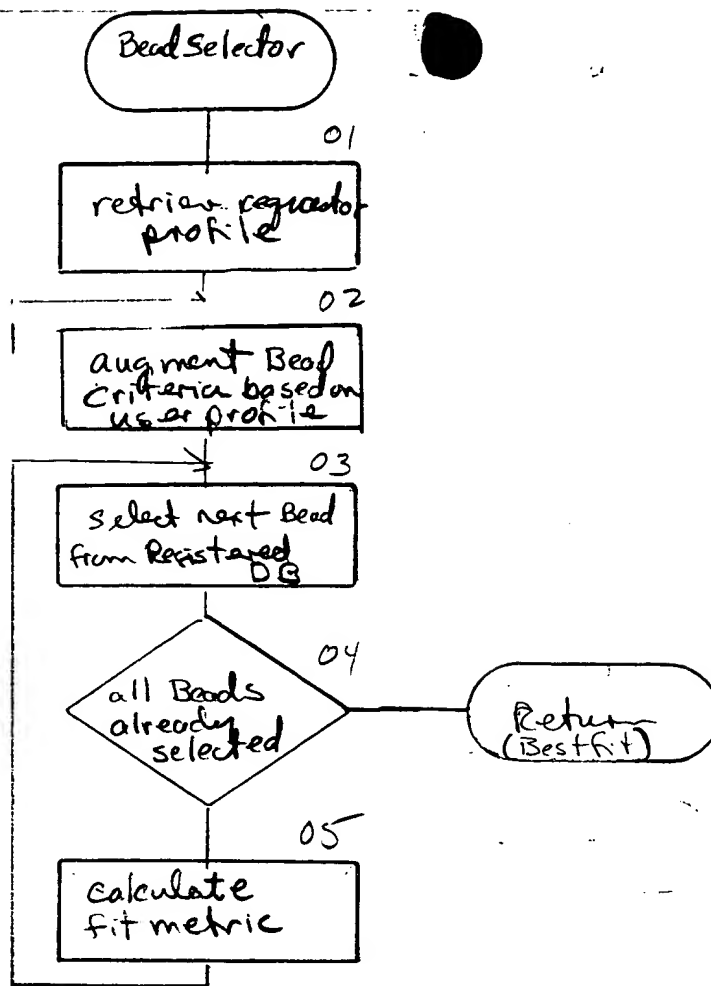 Bead Selector
01
retriev requestor
profile
02
augment Bead
Criteria based on
user profile
03
select next Bead
from Registered
DB
04
all Beads
already
selected
Return
(Bestfit)
05
calculate
fit metric